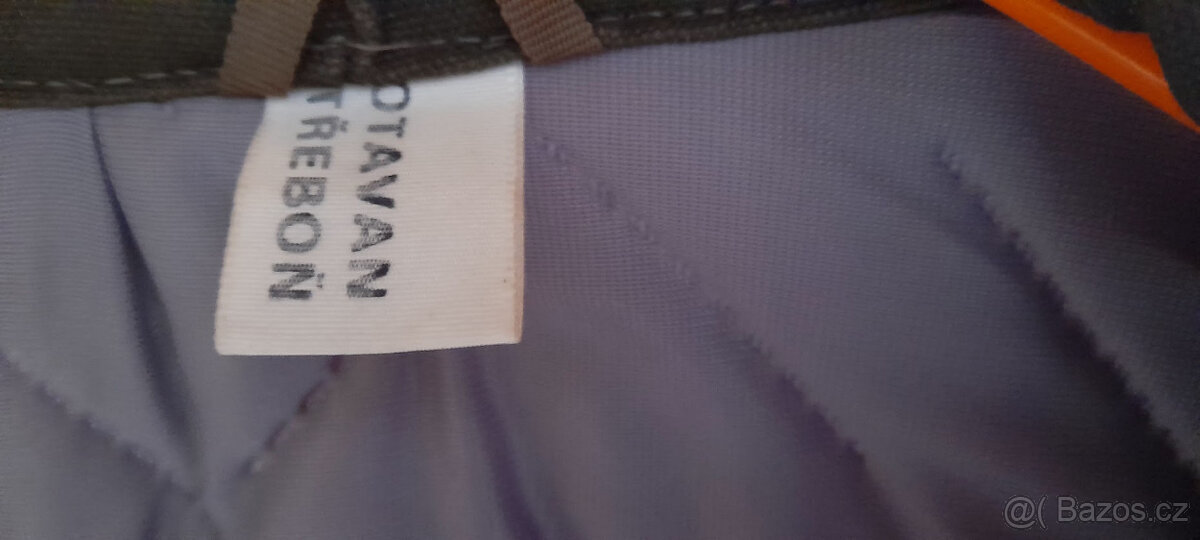 OTAVAN
TŘEBOŇ
@( Bazos.cz